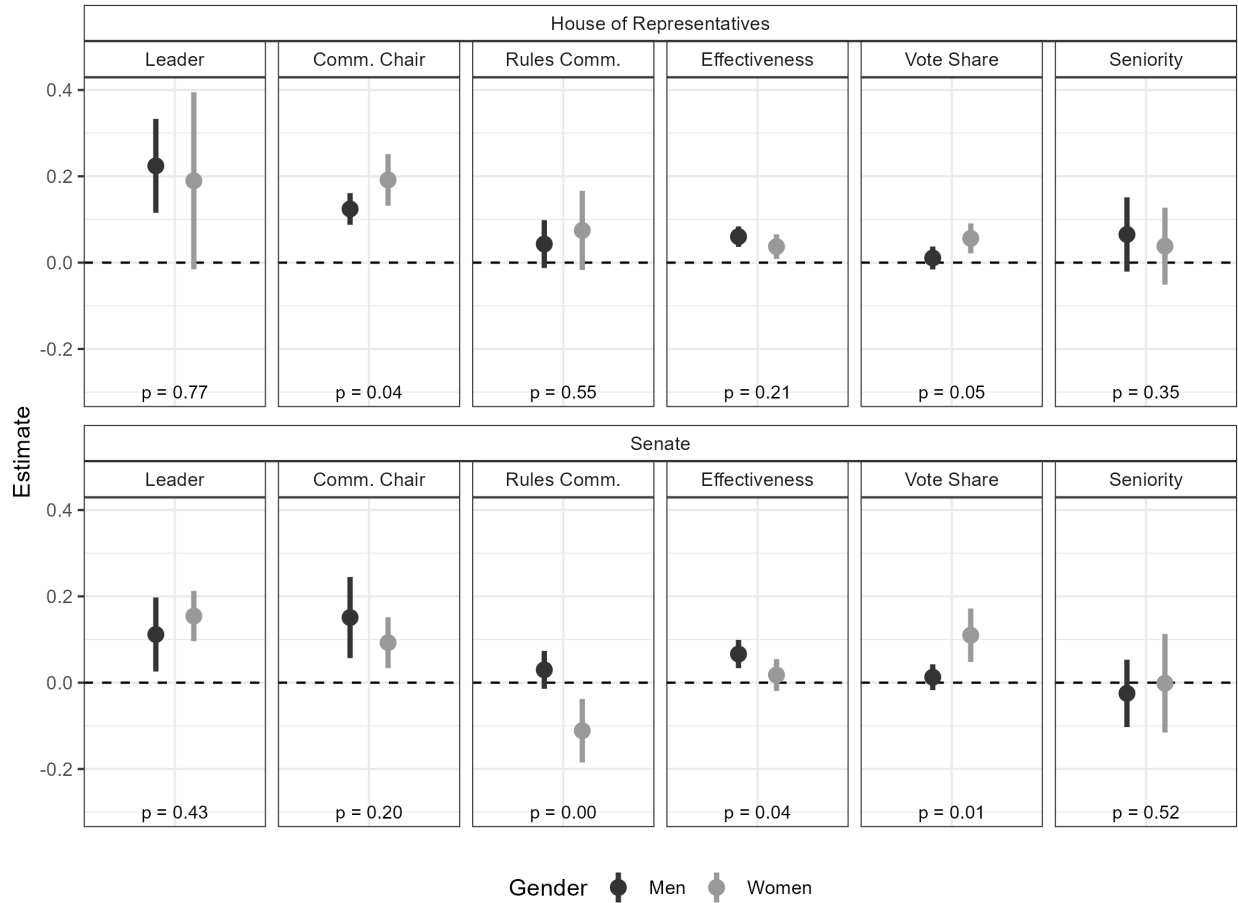 House of Representatives
Leader Comm. Chair Rules Comm. Effectiveness Vote Share Seniority
0.4
0.2
0.0
-0.2
p = 0.77 p = 0.04 p = 0.55 p = 0.21 p = 0.05 p = 0.35
Estimate
Senate
Leader Comm. Chair Rules Comm. Effectiveness Vote Share Seniority
0.4
0.2
0.0
-0.2
p = 0.43 p = 0.20 p = 0.00 p = 0.04 p = 0.01 p = 0.52
Gender Men Women